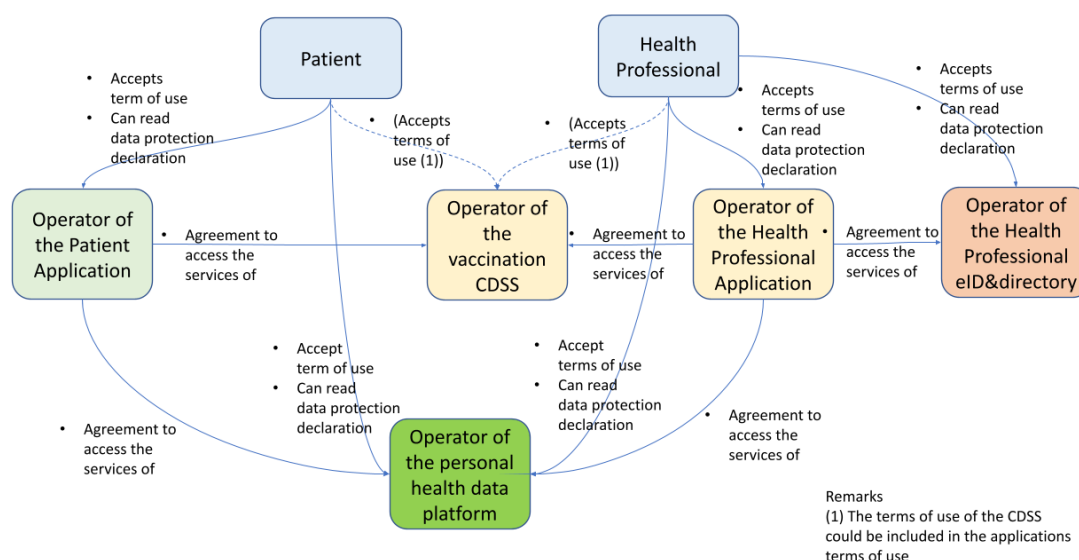 Patient
Health
Professional
• Accepts
term of use
• Can read
data protection
declaration
• (Accepts
terms of
use (1))
• (Accepts
terms of
use (1))
• Accepts
terms of use
• Can read
data protection
declaration
• Accepts
terms of use
• Can read
data protection
declaration
Operator of
the Patient
Application
• Agreement to
access the
services of
Operator of
the
vaccination
CDSS
• Agreement to
access the
services of
Operator of
the Health
Professional
Application
• Agreement to
access the
services of
Operator of
the Health
Professional
eID&directory
• Accept
term of use
• Can read
data protection
declaration
• Accept
terms of use
• Can read
data protection
declaration
• Agreement to
access the
services of
• Agreement to
access the
services of
Operator of
the personal
health data
platform
Remarks
(1) The terms of use of the CDSS
could be included in the applications
terms of use